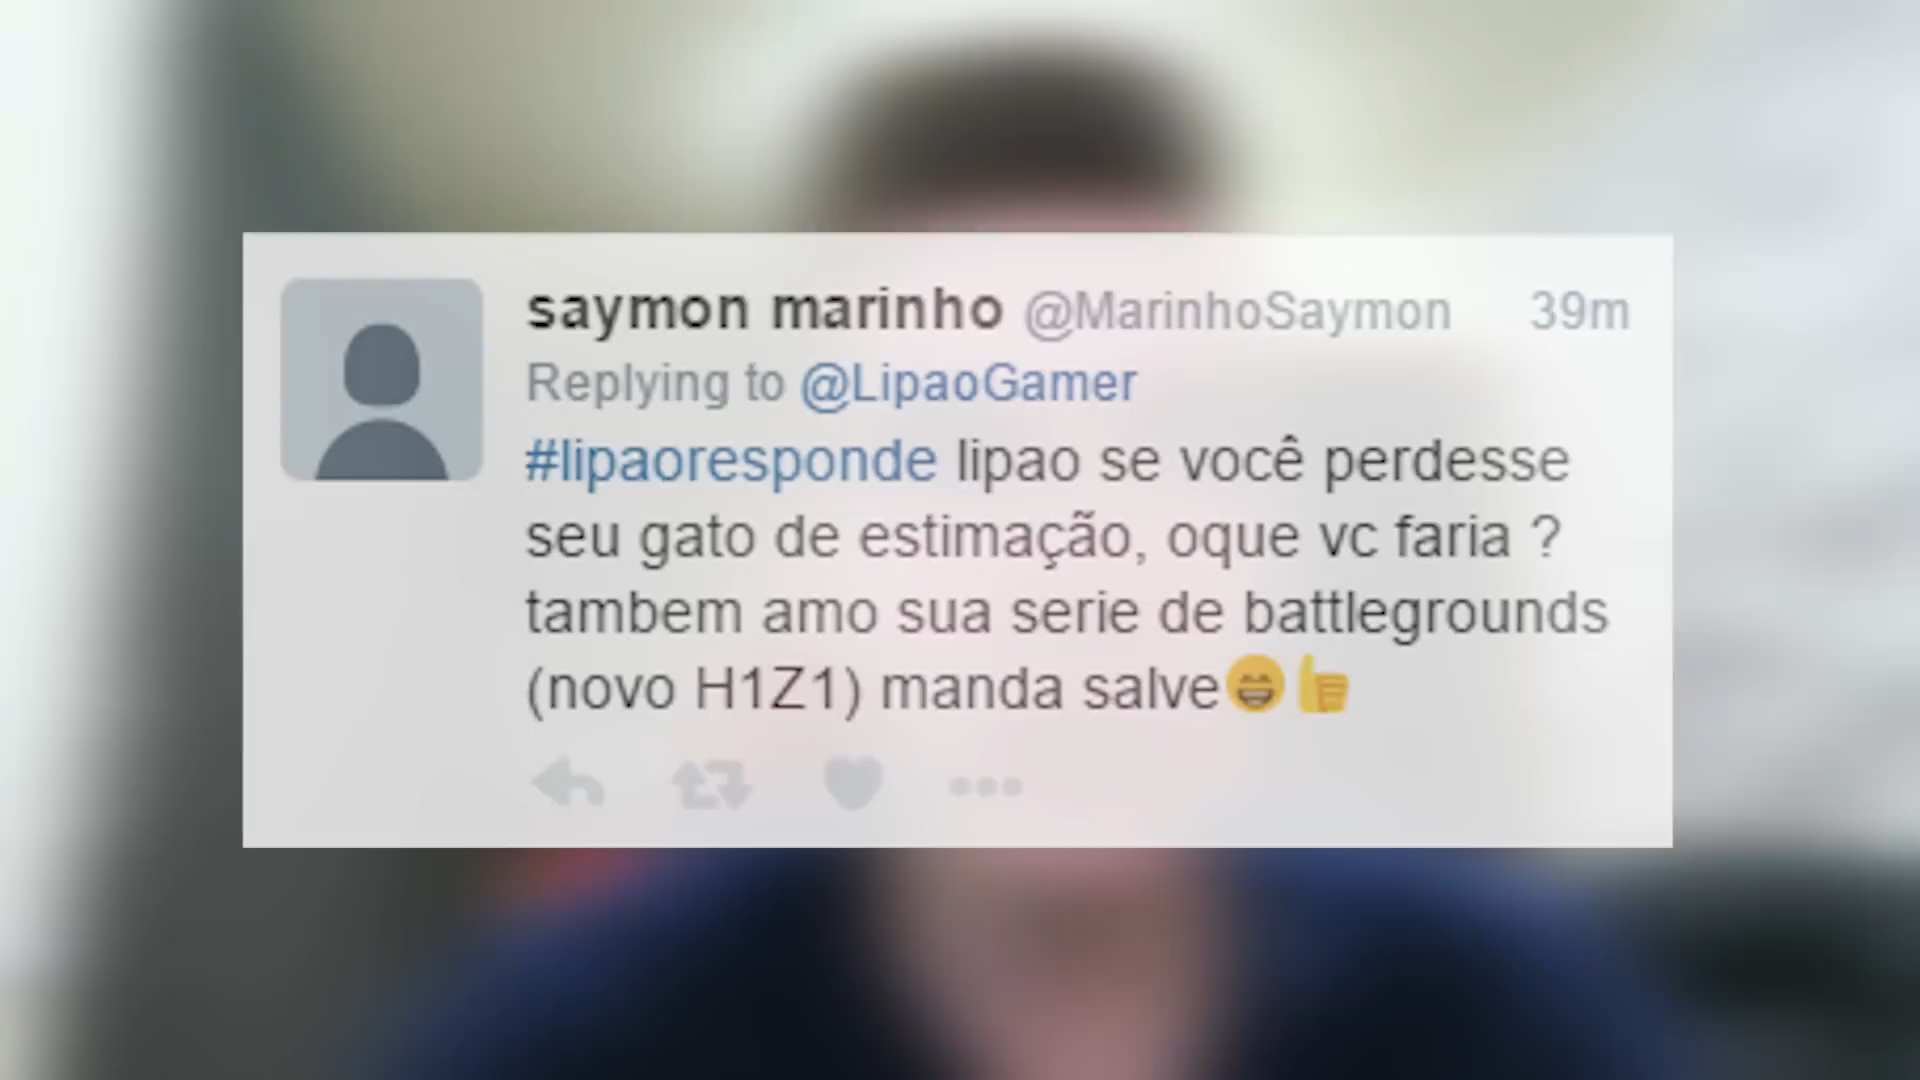 saymon marinho @MarinhoSaymon 39m
Replying to @LipaoGamer
#lipaoresponde lipao se você perdesse
seu gato de estimação, oque vc faria ?
tambem amo sua serie de battlegrounds
(novo H1Z1) manda salve😄👍